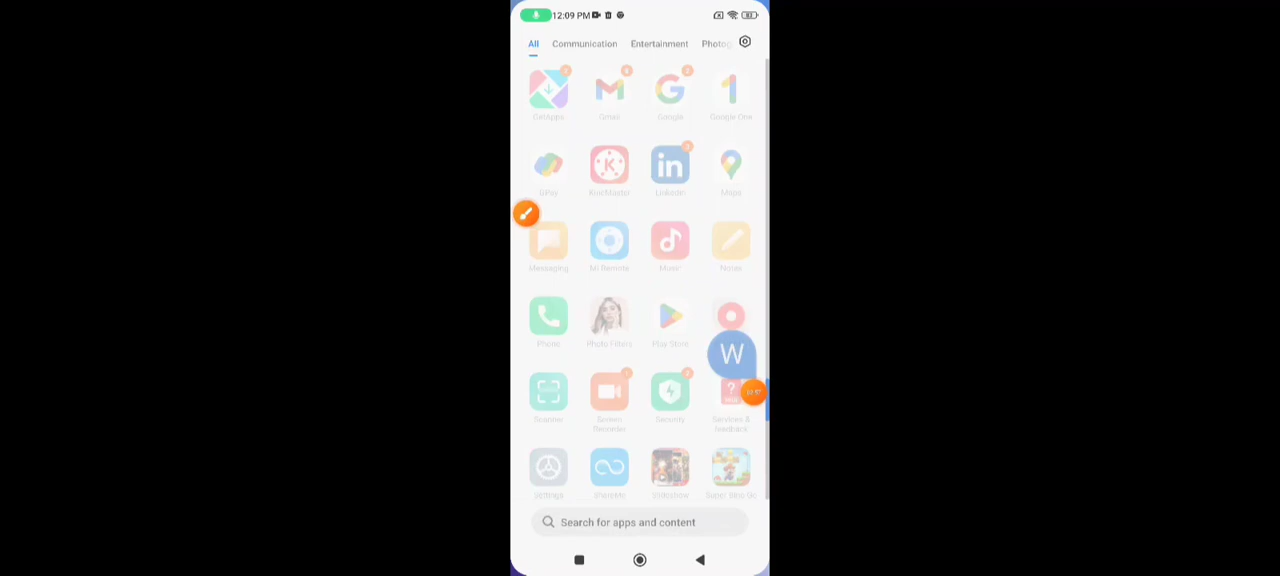 12:09 PM
All Communication Entertainment Photog
GetApps Gmail Google Google One
GPay KineMaster LinkedIn Maps
Messaging Mi Remote Music Notes
Phone Photo Filters Play Store
W
Scanner Screen Recorder Security Services & feedback
Settings ShareMe Slideshow
Search for apps and content